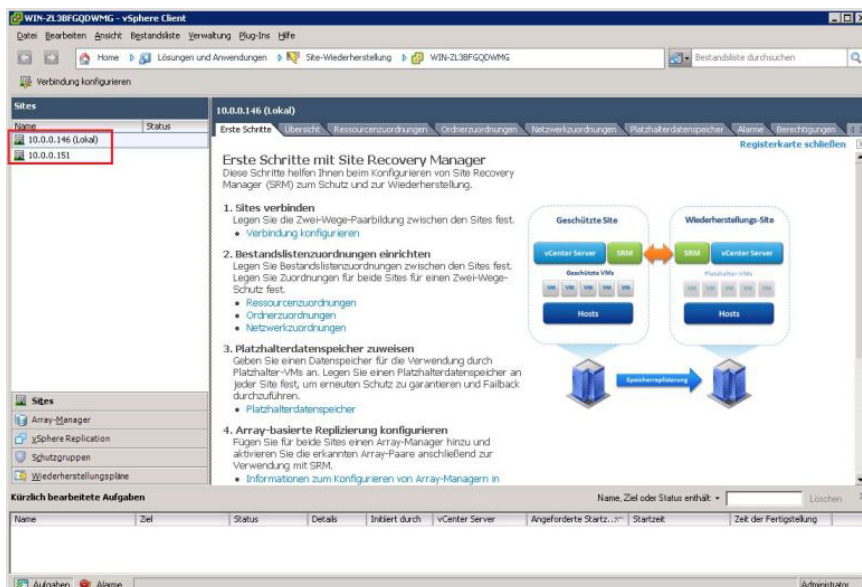 WIN-ZL3BFGQDWMG - vSphere Client
Datei Bearbeiten Ansicht Bestandsliste Verwaltung Plug-Ins Hilfe
Home Lösungen und Anwendungen Site-Wiederherstellung WIN-ZL3BFGQDWMG Bestandsliste durchsuchen
Verbindung konfigurieren
Sites
Name Status
10.0.0.146 (Lokal)
10.0.0.151
10.0.0.146 (Lokal)
Erste Schritte Übersicht Ressourcenzuordnungen Ordnerzuordnungen Netzwerkzuordnungen Platzhalterdatenspeicher Alarme Berechtigungen
Registerkarte schließen
Erste Schritte mit Site Recovery Manager
Diese Schritte helfen Ihnen beim Konfigurieren von Site Recovery
Manager (SRM) zum Schutz und zur Wiederherstellung.
1. Sites verbinden
Legen Sie die Zwei-Wege-Paarbildung zwischen den Sites fest.
• Verbindung konfigurieren
2. Bestandslistenzuordnungen einrichten
Legen Sie Bestandslistenzuordnungen zwischen den Sites fest.
Legen Sie Zuordnungen für beide Sites für einen Zwei-Wege-
Schutz fest.
• Ressourcenzuordnungen
• Ordnerzuordnungen
• Netzwerkzuordnungen
3. Platzhalterdatenspeicher zuweisen
Geben Sie einen Datenspeicher für die Verwendung durch
Platzhalter-VMs an. Legen Sie einen Platzhalterdatenspeicher an
jeder Site fest, um erneuten Schutz zu garantieren und Failback
durchzuführen.
• Platzhalterdatenspeicher
4. Array-basierte Replizierung konfigurieren
Fügen Sie für beide Sites einen Array-Manager hinzu und
aktivieren Sie die erkannten Array-Paare anschließend zur
Verwendung mit SRM.
• Informationen zum Konfigurieren von Array-Managern in
Geschützte Site Wiederherstellungs-Site
vCenter Server SRM SRM vCenter Server
Geschützte VMs Platzhalter-VMs
VM VM VM VM VM VM VM VM VM VM
Hosts Hosts
Speicherreplizierung
Sites
Array-Manager
vSphere Replication
Schutzgruppen
Wiederherstellungspläne
Kürzlich bearbeitete Aufgaben Name, Ziel oder Status enthält: Löschen
Name Ziel Status Details Initiiert durch vCenter Server Angeforderte Startz... Startzeit Zeit der Fertigstellung
Aufgaben Alarme Administrator